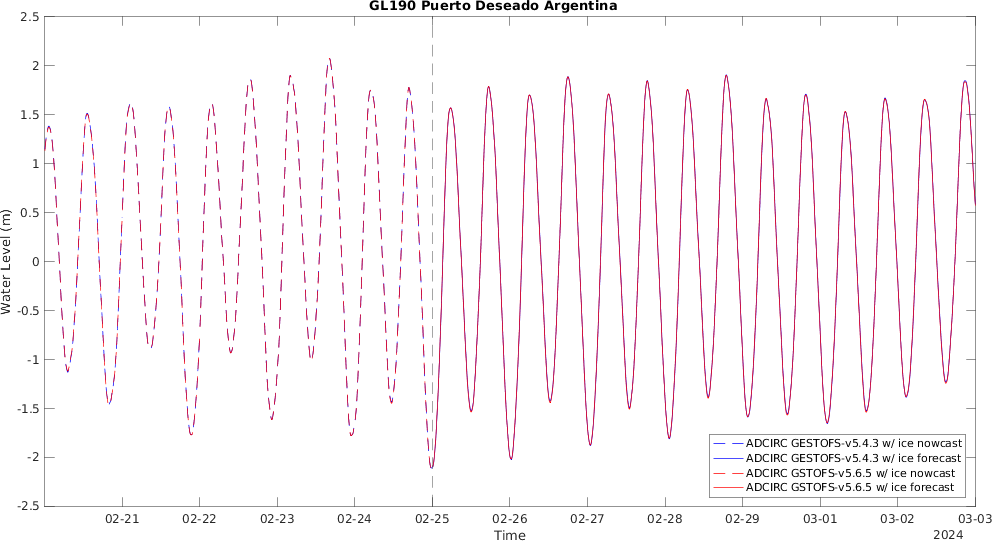 GL190 Puerto Deseado Argentina
2.5
2
1.5
1
0.5
0
-0.5
-1
-1.5
-2
-2.5
Water Level (m)
ADCIRC GESTOFS-v5.4.3 w/ ice nowcast
ADCIRC GESTOFS-v5.4.3 w/ ice forecast
ADCIRC GSTOFS-v5.6.5 w/ ice nowcast
ADCIRC GSTOFS-v5.6.5 w/ ice forecast
02-21 02-22 02-23 02-24 02-25 02-26 02-27 02-28 02-29 03-01 03-02 03-03
Time
2024